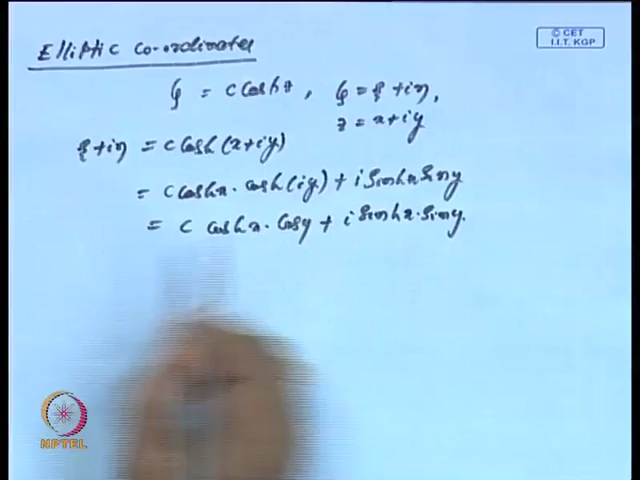 Elliptic Co-ordinates
© CET
I.I.T. KGP
ζ = c cosh z , ζ = ξ + iη,
z = x + iy
ξ + iη = c cosh (x + iy)
= c cosh x . cosh (iy) + i sinh x sin y
= c cosh x . cos y + i sinh x . sin y.
NPTEL